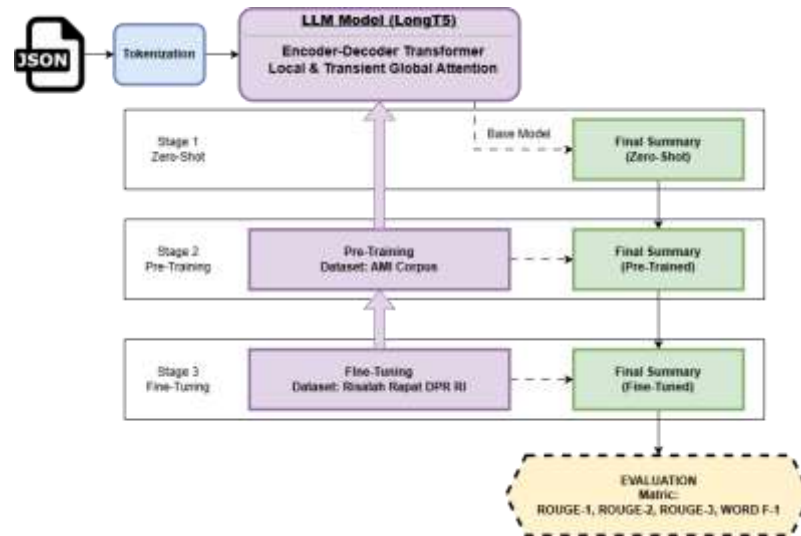 LLM Model (LongT5)
JSON
Tokenization
Encoder-Decoder Transformer
Local & Transient Global Attention
Stage 1
Zero-Shot
Base Model
Final Summary
(Zero-Shot)
Stage 2
Pre-Training
Pre-Training
Dataset: AMI Corpus
Final Summary
(Pre-Trained)
Stage 3
Fine-Tuning
Fine-Tuning
Dataset: Risalah Rapat DPR RI
Final Summary
(Fine-Tuned)
EVALUATION
Matric:
ROUGE-1, ROUGE-2, ROUGE-3, WORD F-1